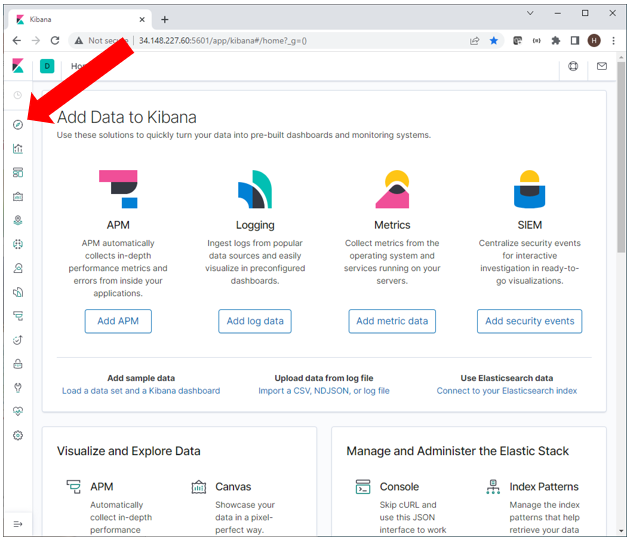 Kibana
Not secure
34.148.227.60:5601/app/kibana#/home?_g=()
H
D
Add Data to Kibana
Use these solutions to quickly turn your data into pre-built dashboards and monitoring systems.
APM
APM automatically
collects in-depth
performance metrics and
errors from inside your
applications.
Add APM
Logging
Ingest logs from popular
data sources and easily
visualize in preconfigured
dashboards.
Add log data
Metrics
Collect metrics from the
operating system and
services running on your
servers.
Add metric data
SIEM
Centralize security events
for interactive
investigation in ready-to-
go visualizations.
Add security events
Add sample data
Load a data set and a Kibana dashboard
Upload data from log file
Import a CSV, NDJSON, or log file
Use Elasticsearch data
Connect to your Elasticsearch index
Visualize and Explore Data
APM
Automatically
collect in-depth
performance
Canvas
Showcase your
data in a pixel-
perfect way.
Manage and Administer the Elastic Stack
Console
Skip cURL and
use this JSON
interface to work
Index Patterns
Manage the index
patterns that help
retrieve your data